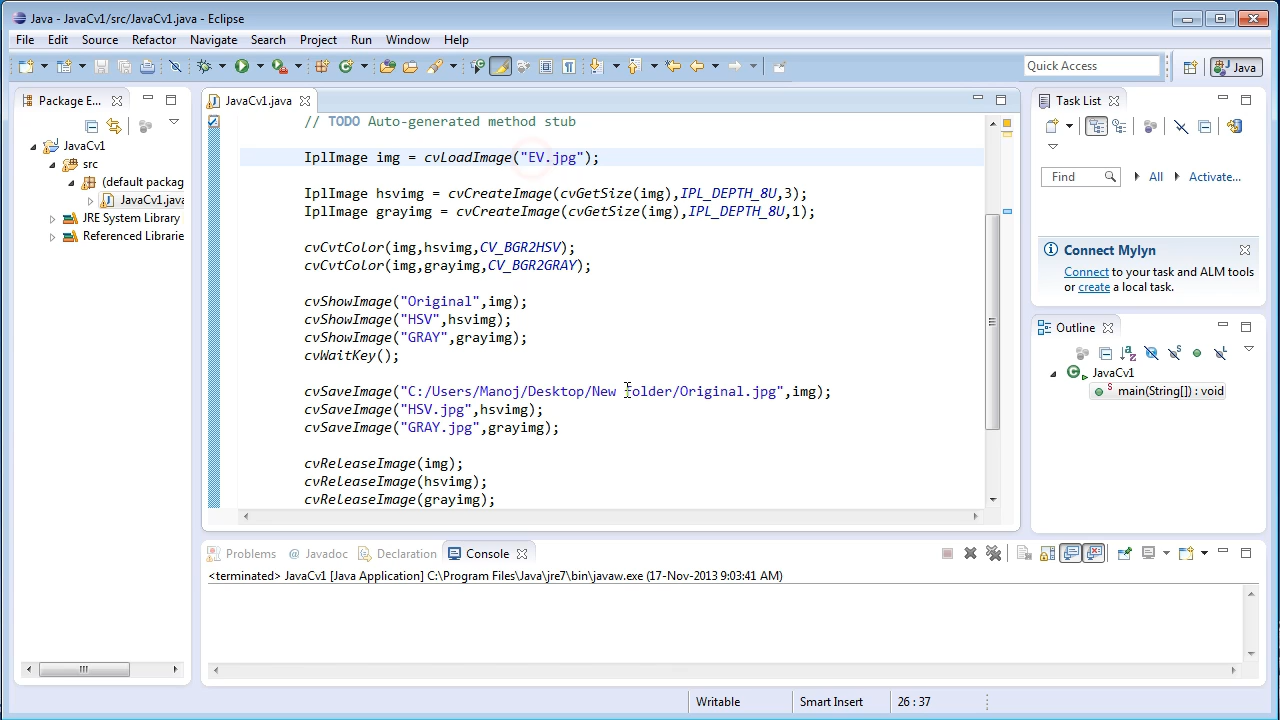 Java - JavaCv1/src/JavaCv1.java - Eclipse
File Edit Source Refactor Navigate Search Project Run Window Help
Quick Access
Java
Package E...
JavaCv1
src
(default packag
JavaCv1.java
JRE System Library
Referenced Librarie
JavaCv1.java
// TODO Auto-generated method stub
IplImage img = cvLoadImage("EV.jpg");
IplImage hsvimg = cvCreateImage(cvGetSize(img),IPL_DEPTH_8U,3);
IplImage grayimg = cvCreateImage(cvGetSize(img),IPL_DEPTH_8U,1);
cvCvtColor(img,hsvimg,CV_BGR2HSV);
cvCvtColor(img,grayimg,CV_BGR2GRAY);
cvShowImage("Original",img);
cvShowImage("HSV",hsvimg);
cvShowImage("GRAY",grayimg);
cvWaitKey();
cvSaveImage("C:/Users/Manoj/Desktop/New folder/Original.jpg",img);
cvSaveImage("HSV.jpg",hsvimg);
cvSaveImage("GRAY.jpg",grayimg);
cvReleaseImage(img);
cvReleaseImage(hsvimg);
cvReleaseImage(grayimg);
Task List
Find All Activate...
Connect Mylyn
Connect to your task and ALM tools
or create a local task.
Outline
JavaCv1
main(String[]) : void
Problems @ Javadoc Declaration Console
<terminated> JavaCv1 [Java Application] C:\Program Files\Java\jre7\bin\javaw.exe (17-Nov-2013 9:03:41 AM)
Writable Smart Insert 26 : 37